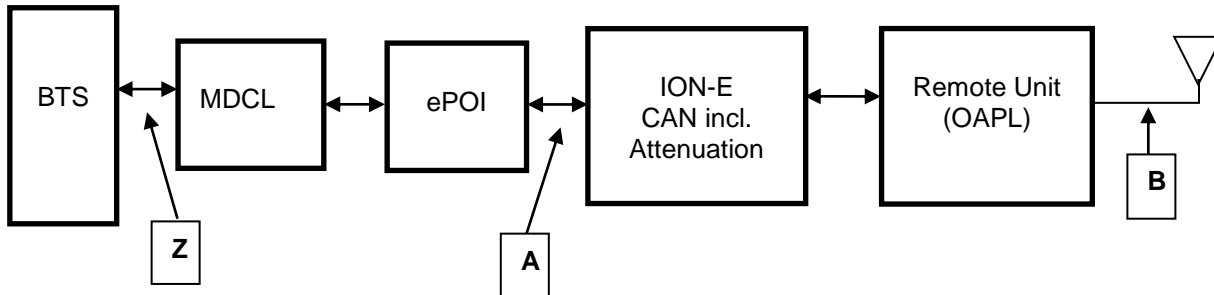 BTS
MDCL
ePOI
ION-E
CAN incl.
Attenuation
Remote Unit
(OAPL)
Z
A
B